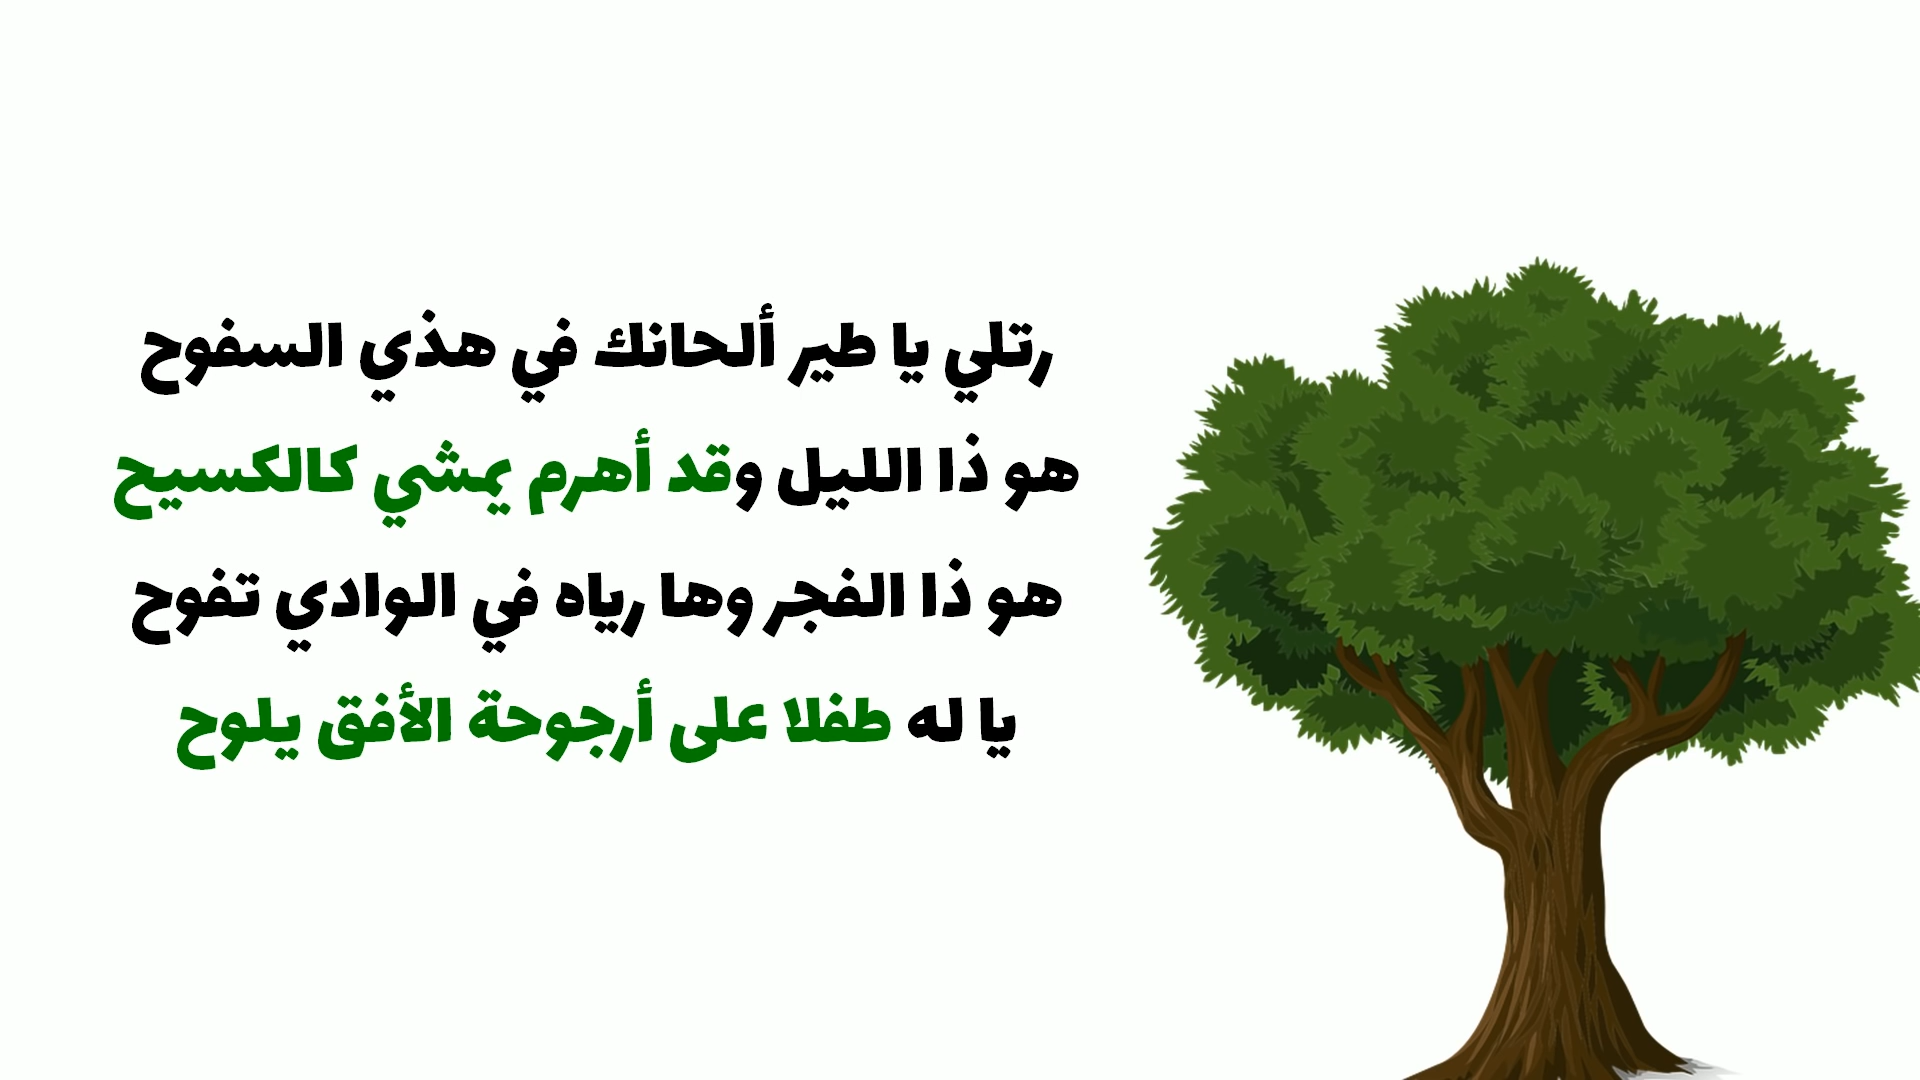 رتلي يا طير ألحانك في هذي السفوح
هو ذا الليل وقد أهرم يمشي كالكسيح
هو ذا الفجر وها رياه في الوادي تفوح
يا له طفلا على أرجوحة الأفق يلوح